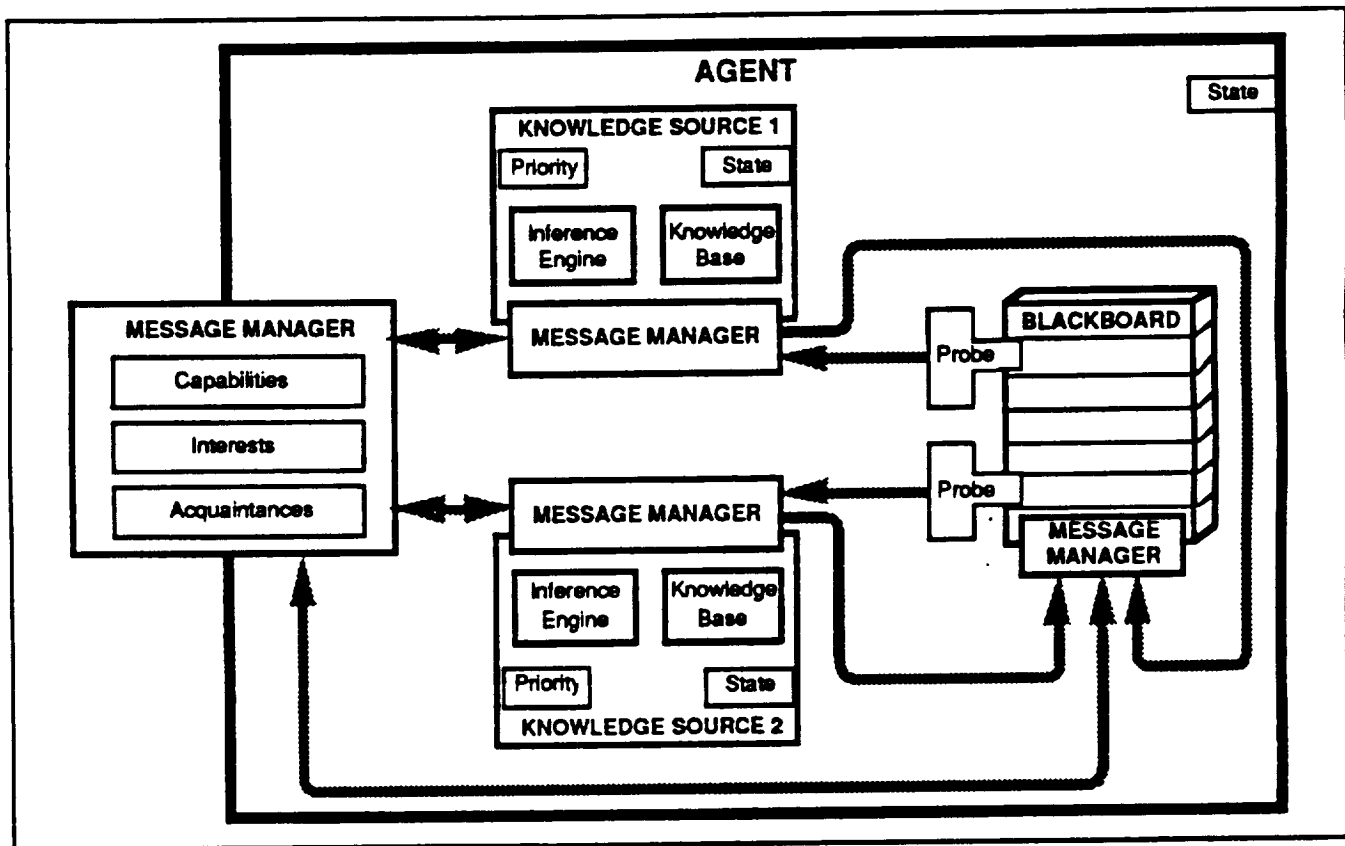 AGENT
State
KNOWLEDGE SOURCE 1
Priority
State
Inference
Engine
Knowledge
Base
MESSAGE MANAGER
MESSAGE MANAGER
Capabilities
Interests
Acquaintances
BLACKBOARD
Probe
Probe
MESSAGE
MANAGER
MESSAGE MANAGER
Inference
Engine
Knowledge
Base
Priority
State
KNOWLEDGE SOURCE 2